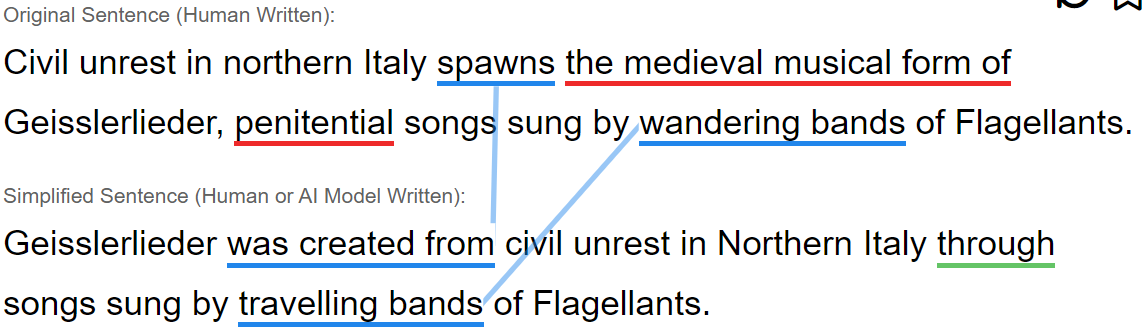 Original Sentence (Human Written):
Civil unrest in northern Italy spawns the medieval musical form of
Geisslerlieder, penitential songs sung by wandering bands of Flagellants.
Simplified Sentence (Human or AI Model Written):
Geisslerlieder was created from civil unrest in Northern Italy through
songs sung by travelling bands of Flagellants.